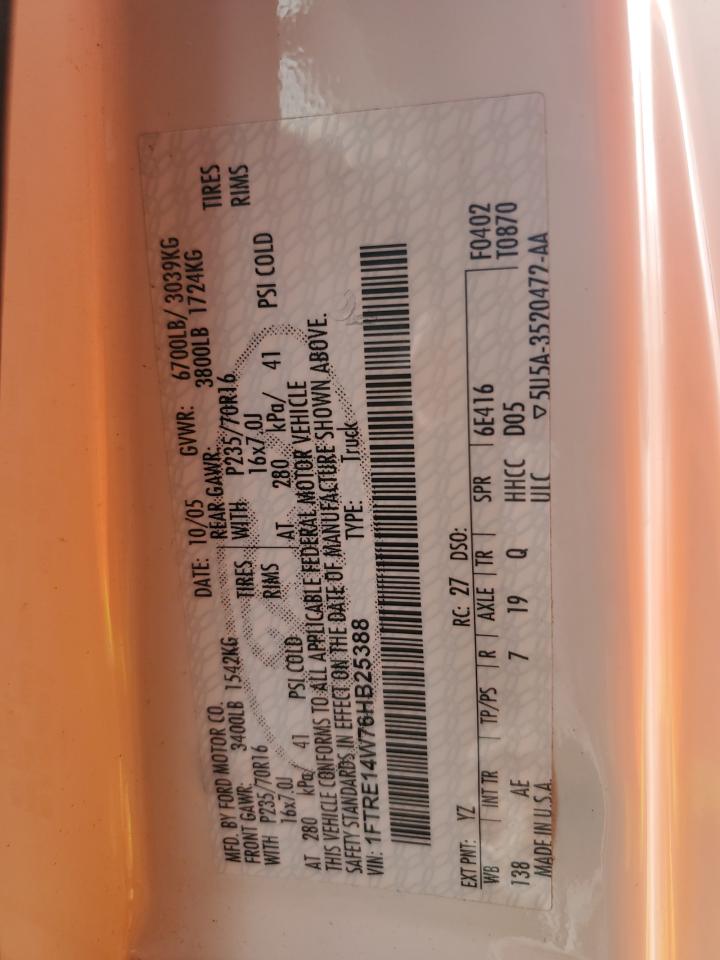 MFD. BY FORD MOTOR CO. DATE: 10/05 GVWR: 6700LB/ 3039KG
FRONT GAWR: 3400LB 1542KG REAR GAWR: 3800LB 1724KG
WITH P235/70R16 TIRES WITH P235/70R16 TIRES
16x7.0J RIMS 16x7.0J RIMS
AT 280 kPa/ 41 PSI COLD AT 280 kPa/ 41 PSI COLD
THIS VEHICLE CONFORMS TO ALL APPLICABLE FEDERAL MOTOR VEHICLE
SAFETY STANDARDS IN EFFECT ON THE DATE OF MANUFACTURE SHOWN ABOVE.
VIN: 1FTRE14W76HB25388 TYPE: Truck
EXT PNT: YZ RC: 27 DSO: F0402
WB INT TR TP/PS R AXLE TR SPR 6E416 T0870
138 AE 7 19 Q HHCC D05
MADE IN U.S.A. ULC ▽5U5A-3520472-AA